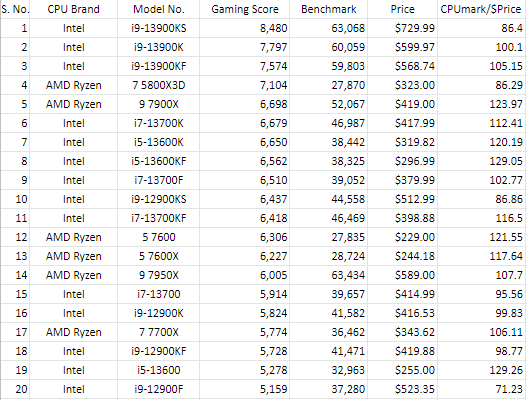 S. No. CPU Brand Model No. Gaming Score Benchmark Price CPUmark/$Price
1 Intel i9-13900KS 8,480 63,068 $729.99 86.4
2 Intel i9-13900K 7,797 60,059 $599.97 100.1
3 Intel i9-13900KF 7,574 59,803 $568.74 105.15
4 AMD Ryzen 7 5800X3D 7,104 27,870 $323.00 86.29
5 AMD Ryzen 9 7900X 6,698 52,067 $419.00 123.97
6 Intel i7-13700K 6,679 46,987 $417.99 112.41
7 Intel i5-13600K 6,650 38,442 $319.82 120.19
8 Intel i5-13600KF 6,562 38,325 $296.99 129.05
9 Intel i7-13700F 6,510 39,052 $379.99 102.77
10 Intel i9-12900KS 6,437 44,558 $512.99 86.86
11 Intel i7-13700KF 6,418 46,469 $398.88 116.5
12 AMD Ryzen 5 7600 6,306 27,835 $229.00 121.55
13 AMD Ryzen 5 7600X 6,227 28,724 $244.18 117.64
14 AMD Ryzen 9 7950X 6,005 63,434 $589.00 107.7
15 Intel i7-13700 5,914 39,657 $414.99 95.56
16 Intel i9-12900K 5,824 41,582 $416.53 99.83
17 AMD Ryzen 7 7700X 5,774 36,462 $343.62 106.11
18 Intel i9-12900KF 5,728 41,471 $419.88 98.77
19 Intel i5-13600 5,278 32,963 $255.00 129.26
20 Intel i9-12900F 5,159 37,280 $523.35 71.23